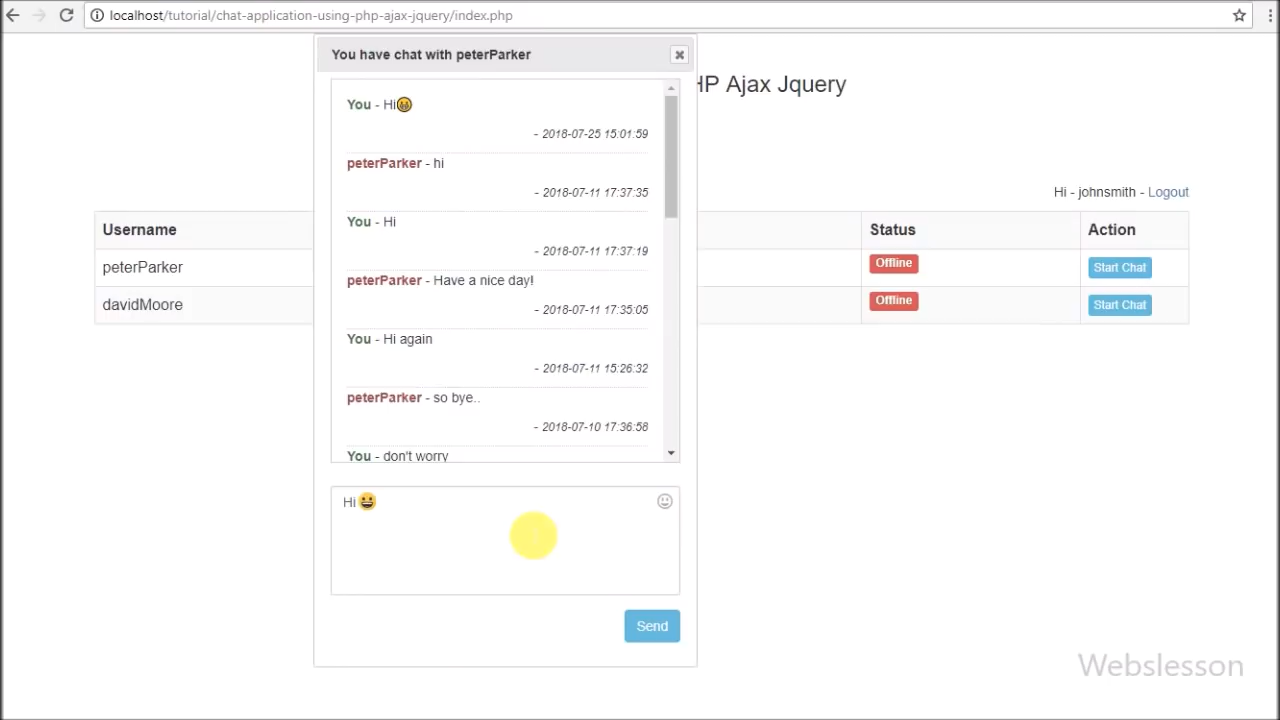 localhost/tutorial/chat-application-using-php-ajax-jquery/index.php
You have chat with peterParker
HP Ajax Jquery
Hi - johnsmith - Logout
You - Hi😀
- 2018-07-25 15:01:59
peterParker - hi
- 2018-07-11 17:37:35
You - Hi
- 2018-07-11 17:37:19
peterParker - Have a nice day!
- 2018-07-11 17:35:05
You - Hi again
- 2018-07-11 15:26:32
peterParker - so bye..
- 2018-07-10 17:36:58
You - don't worry
Hi😀
Send
Username Status Action
peterParker Offline Start Chat
davidMoore Offline Start Chat
Webslesson